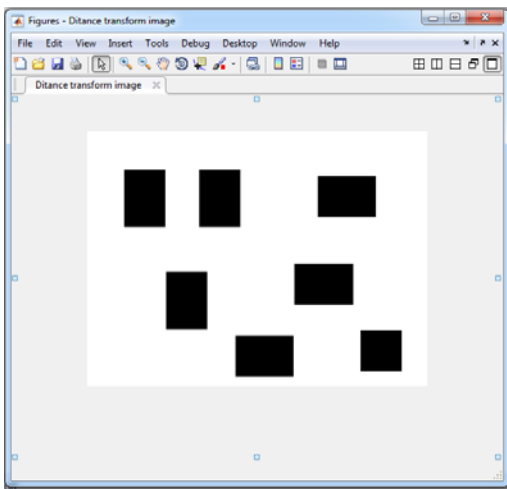 Figures - Ditance transform image
File Edit View Insert Tools Debug Desktop Window Help
Ditance transform image